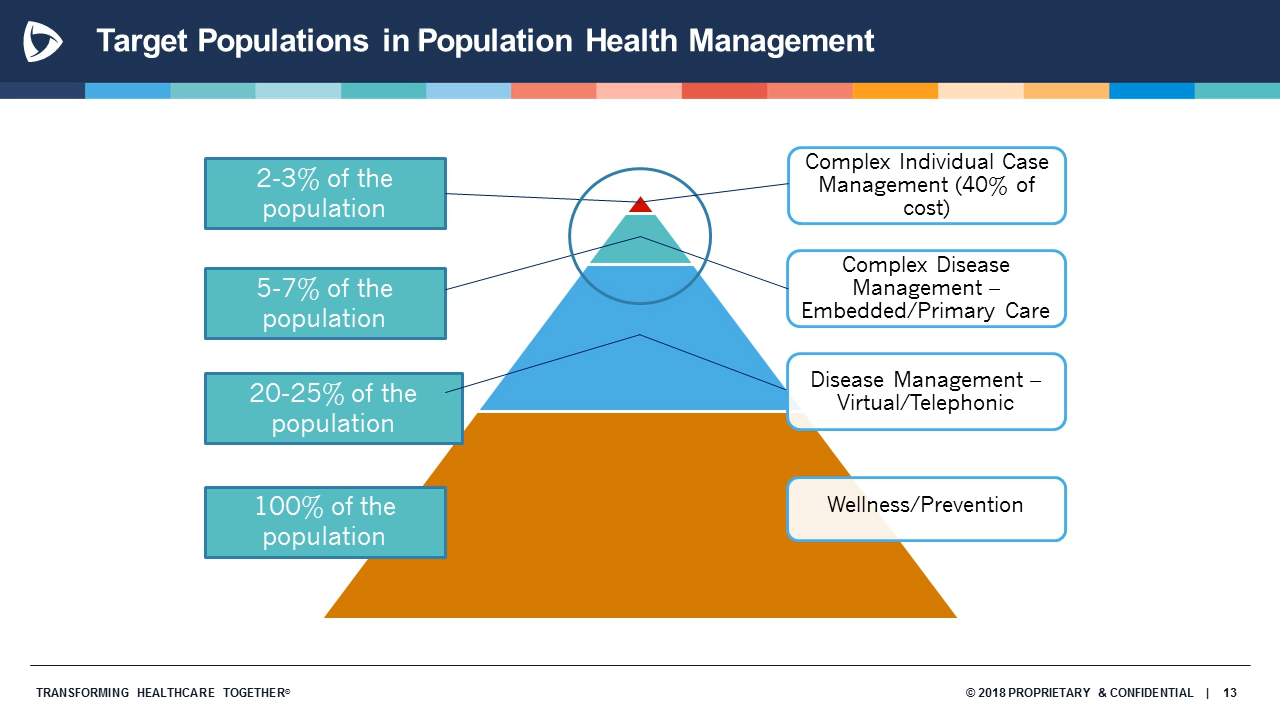 Target Populations in Population Health Management
2-3% of the
population
Complex Individual Case
Management (40% of
cost)
5-7% of the
population
Complex Disease
Management –
Embedded/Primary Care
20-25% of the
population
Disease Management –
Virtual/Telephonic
100% of the
population
Wellness/Prevention
TRANSFORMING HEALTHCARE TOGETHER®
© 2018 PROPRIETARY & CONFIDENTIAL | 13